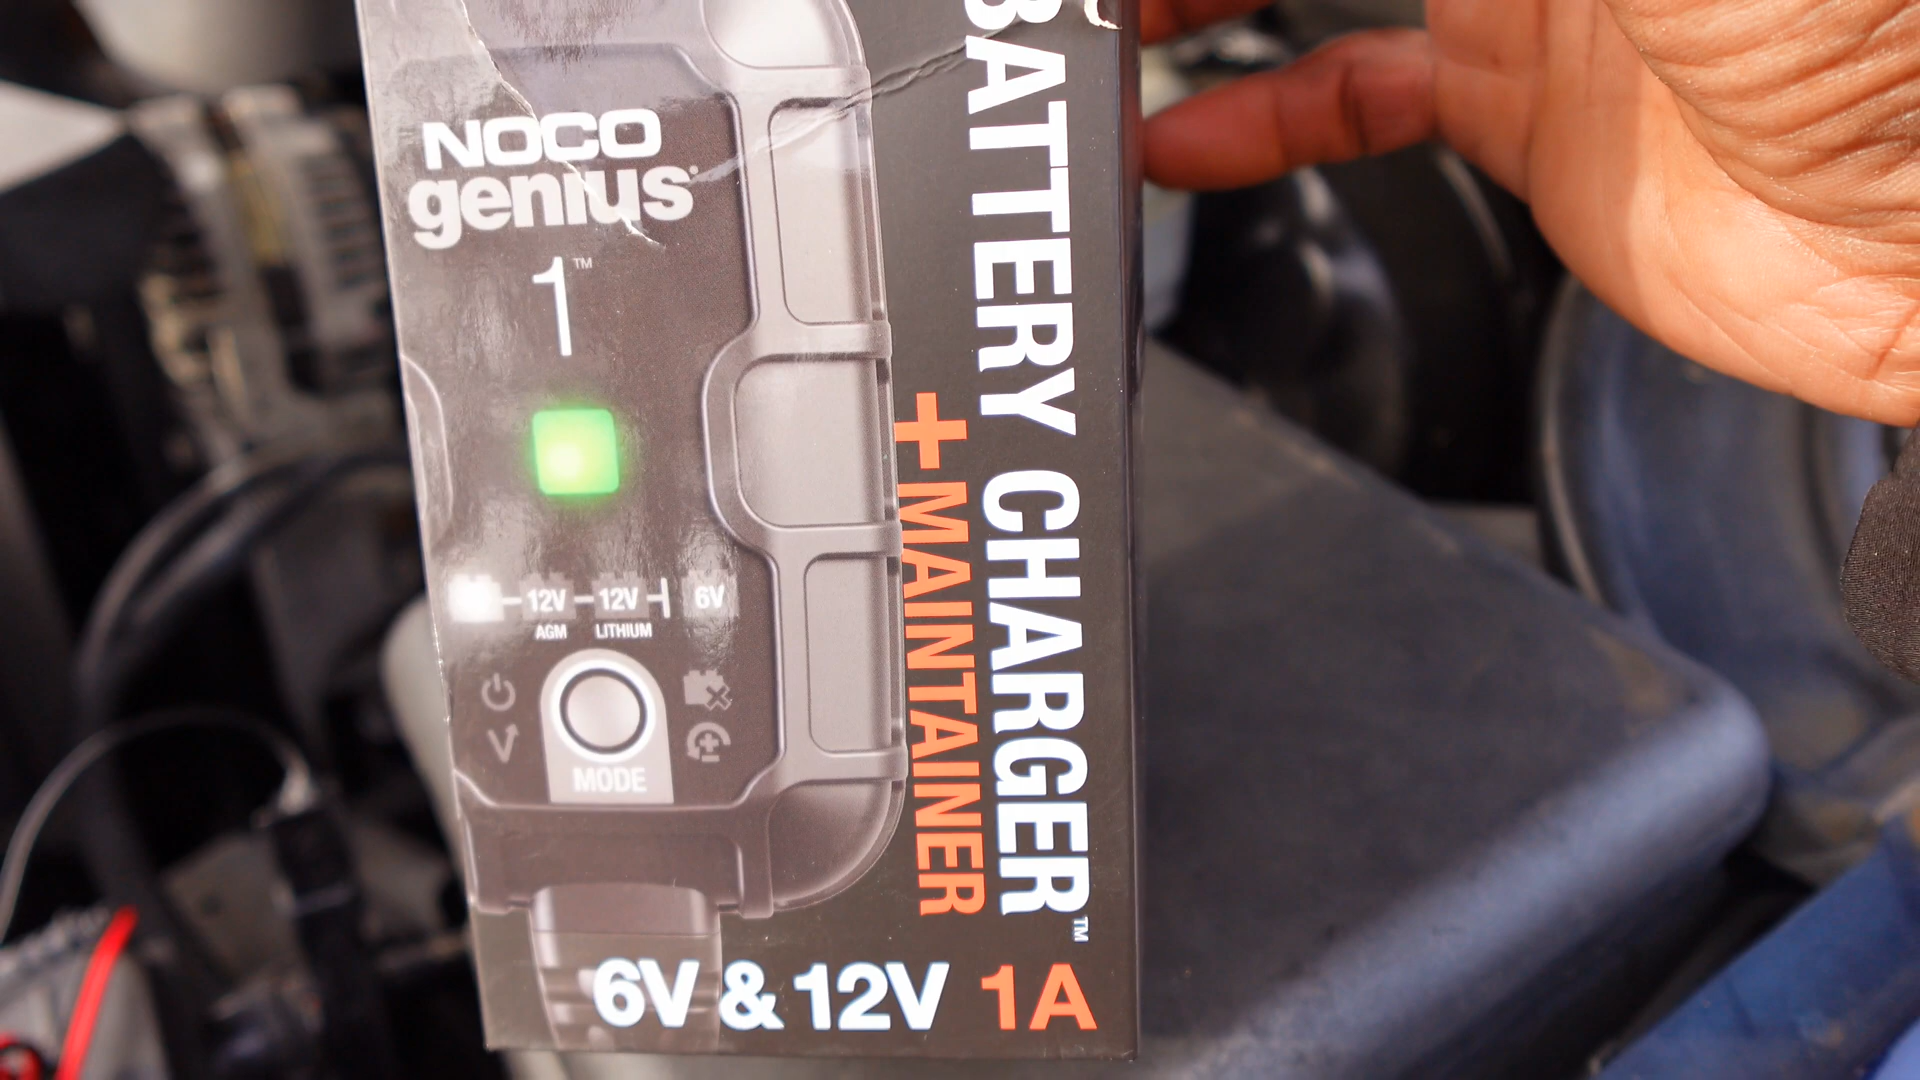 NOCO
genius®
1™
12V
12V
6V
AGM
LITHIUM
MODE
BATTERY CHARGER™
+ MAINTAINER
6V & 12V 1A